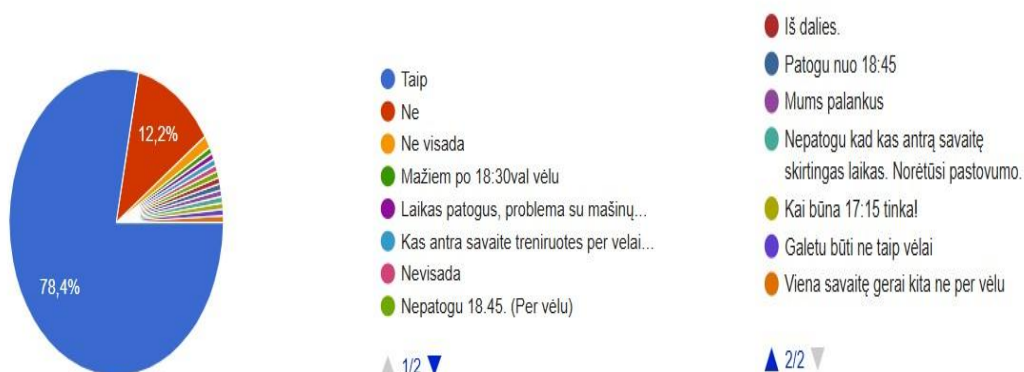 12,2%
78,4%
Taip
Ne
Ne visada
Mažiem po 18:30val vėlu
Laikas patogus, problema su mašinų...
Kas antra savaite treniruotes per velai...
Nevisada
Nepatogu 18.45. (Per vėlu)
1/2
Iš dalies.
Patogu nuo 18:45
Mums palankus
Nepatogu kad kas antrą savaitę
skirtingas laikas. Norėtųsi pastovumo.
Kai būna 17:15 tinka!
Galetu būti ne taip vėlai
Viena savaitę gerai kita ne per vėlu
2/2